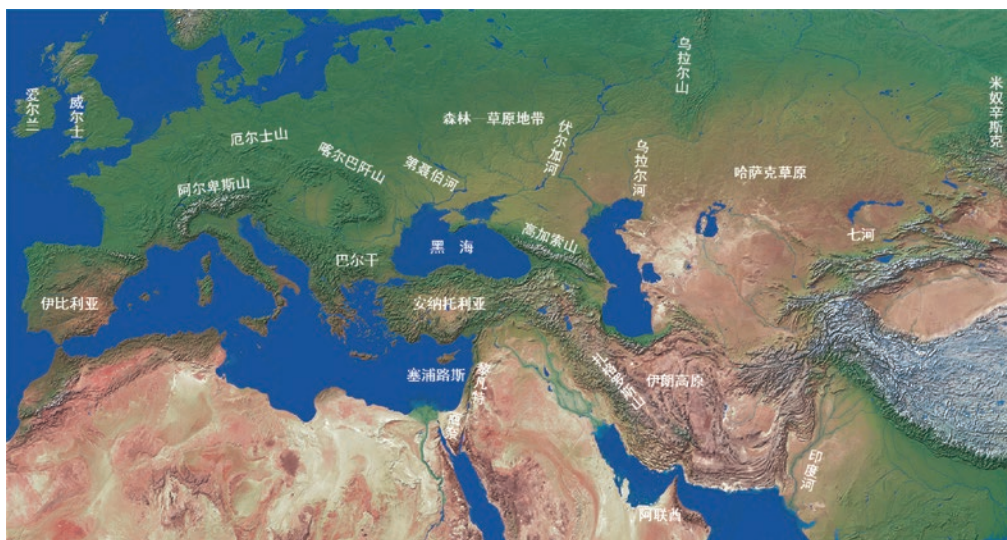 乌拉尔山
米奴辛斯克
爱尔兰
威尔士
森林—草原地带
伏尔加河
厄尔士山
喀尔巴阡山
第聂伯河
乌拉尔河
哈萨克草原
阿尔卑斯山
高加索山
七河
黑 海
巴尔干
伊比利亚
安纳托利亚
塞浦路斯
黎凡特
扎格罗斯山
伊朗高原
印度河
阿联酋